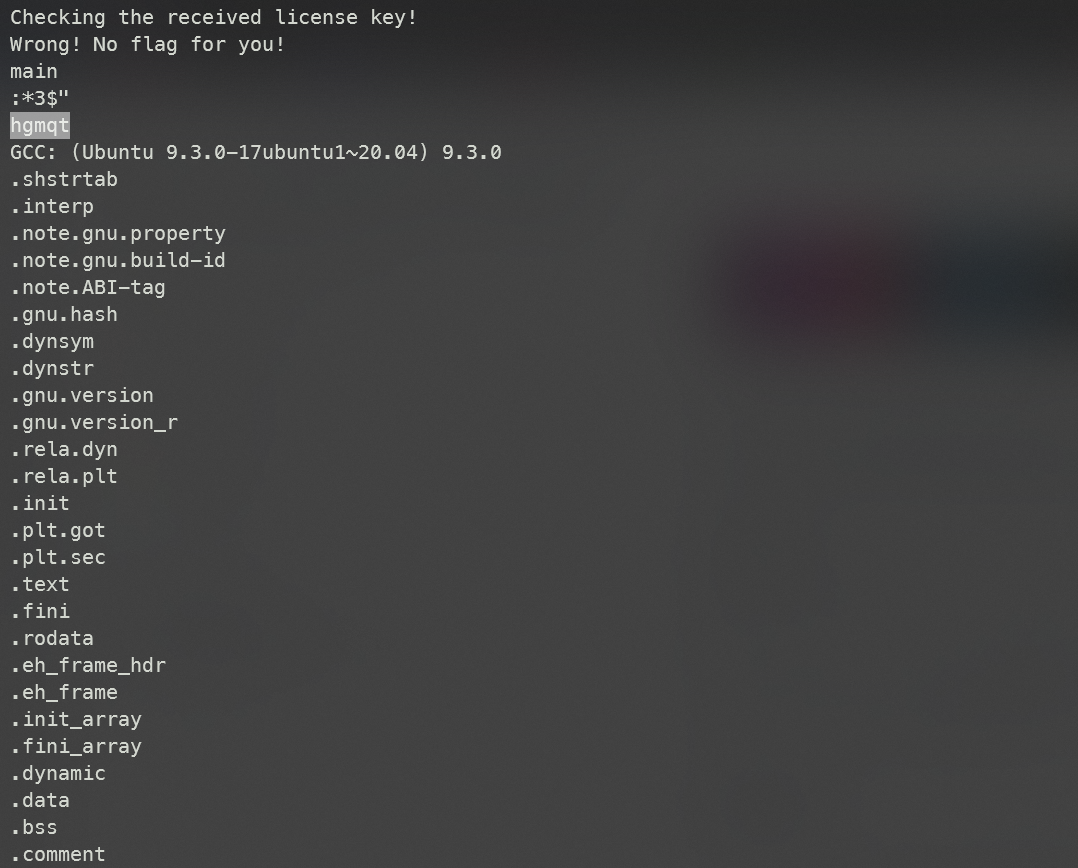 Checking the received license key!
Wrong! No flag for you!
main
:*3$"
hgmqt
GCC: (Ubuntu 9.3.0-17ubuntu1~20.04) 9.3.0
.shstrtab
.interp
.note.gnu.property
.note.gnu.build-id
.note.ABI-tag
.gnu.hash
.dynsym
.dynstr
.gnu.version
.gnu.version_r
.rela.dyn
.rela.plt
.init
.plt.got
.plt.sec
.text
.fini
.rodata
.eh_frame_hdr
.eh_frame
.init_array
.fini_array
.dynamic
.data
.bss
.comment